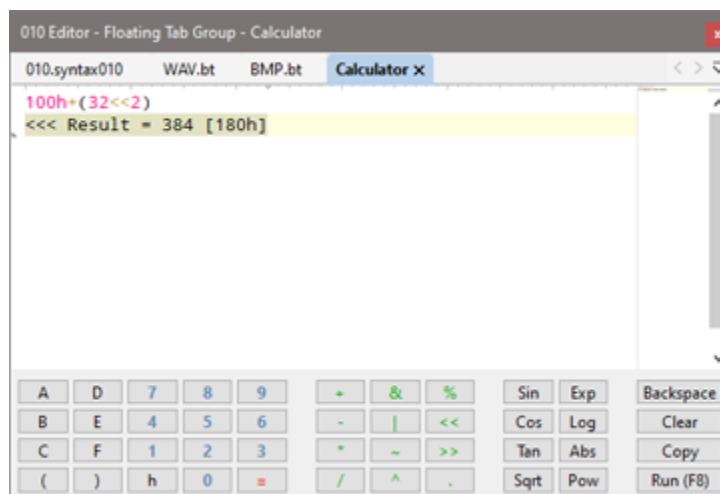 010 Editor - Floating Tab Group - Calculator
010.syntax010 WAV.bt BMP.bt Calculator
100h+(32<<2)
<<< Result = 384 [180h]
A D 7 8 9 + & % Sin Exp Backspace
B E 4 5 6 - | << Cos Log Clear
C F 1 2 3 * ~ >> Tan Abs Copy
( ) h 0 = / ^ . Sqrt Pow Run (F8)